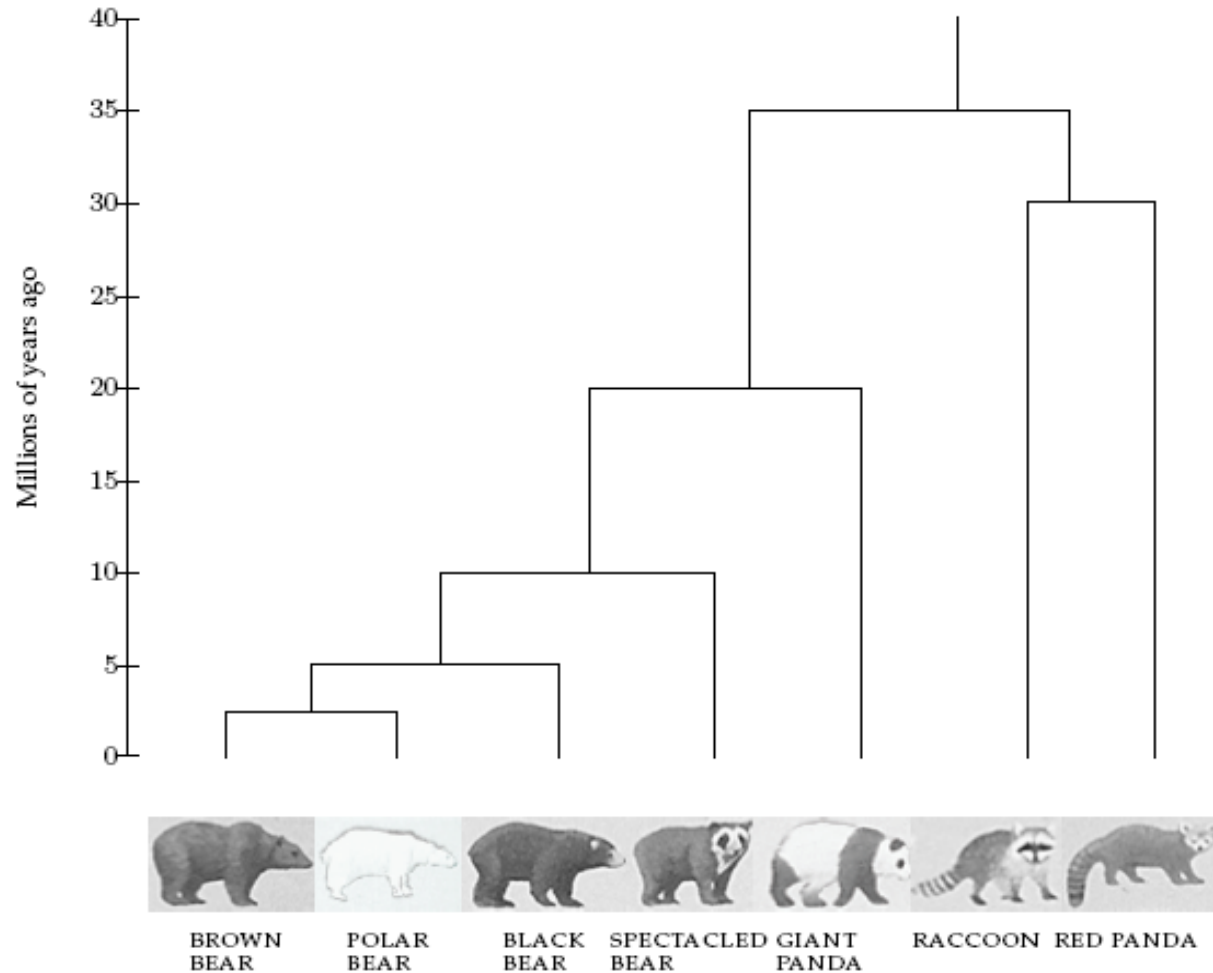 40
35
30
25
20
15
10
5
0
Millions of years ago
BROWN BEAR
POLAR BEAR
BLACK BEAR
SPECTACLED BEAR
GIANT PANDA
RACCOON
RED PANDA